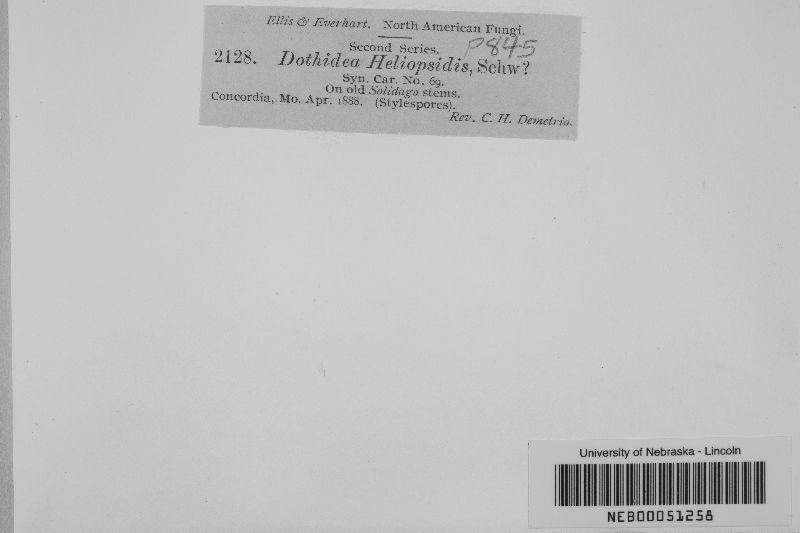 Ellis & Everhart. North American Fungi.
Second Series. P845
2128. Dothidea Heliopsidis, Schw?
Syn. Car. No. 69.
On old Solidago stems.
Concordia, Mo. Apr. 1888. (Stylespores).
Rev. C. H. Demetrio.
University of Nebraska - Lincoln
NEB00051258